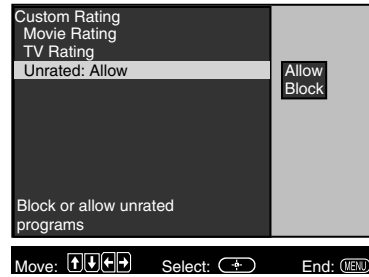 Custom Rating
Movie Rating
TV Rating
Unrated: Allow
Allow
Block
Block or allow unrated
programs
Move: Select: End: MENU